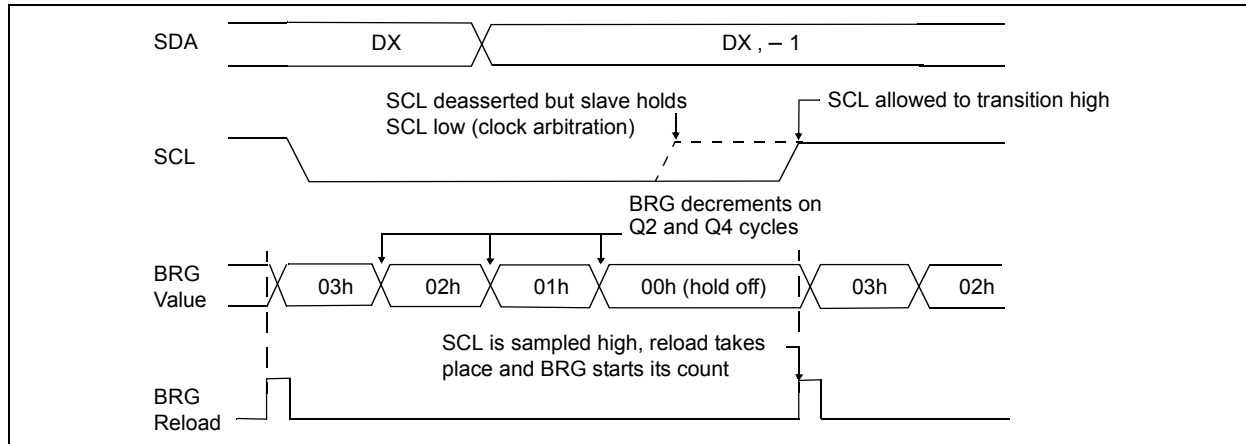 SDA DX DX , – 1
SCL deasserted but slave holds
SCL low (clock arbitration)
SCL allowed to transition high
SCL
BRG decrements on
Q2 and Q4 cycles
BRG
Value
03h 02h 01h 00h (hold off) 03h 02h
SCL is sampled high, reload takes
place and BRG starts its count
BRG
Reload